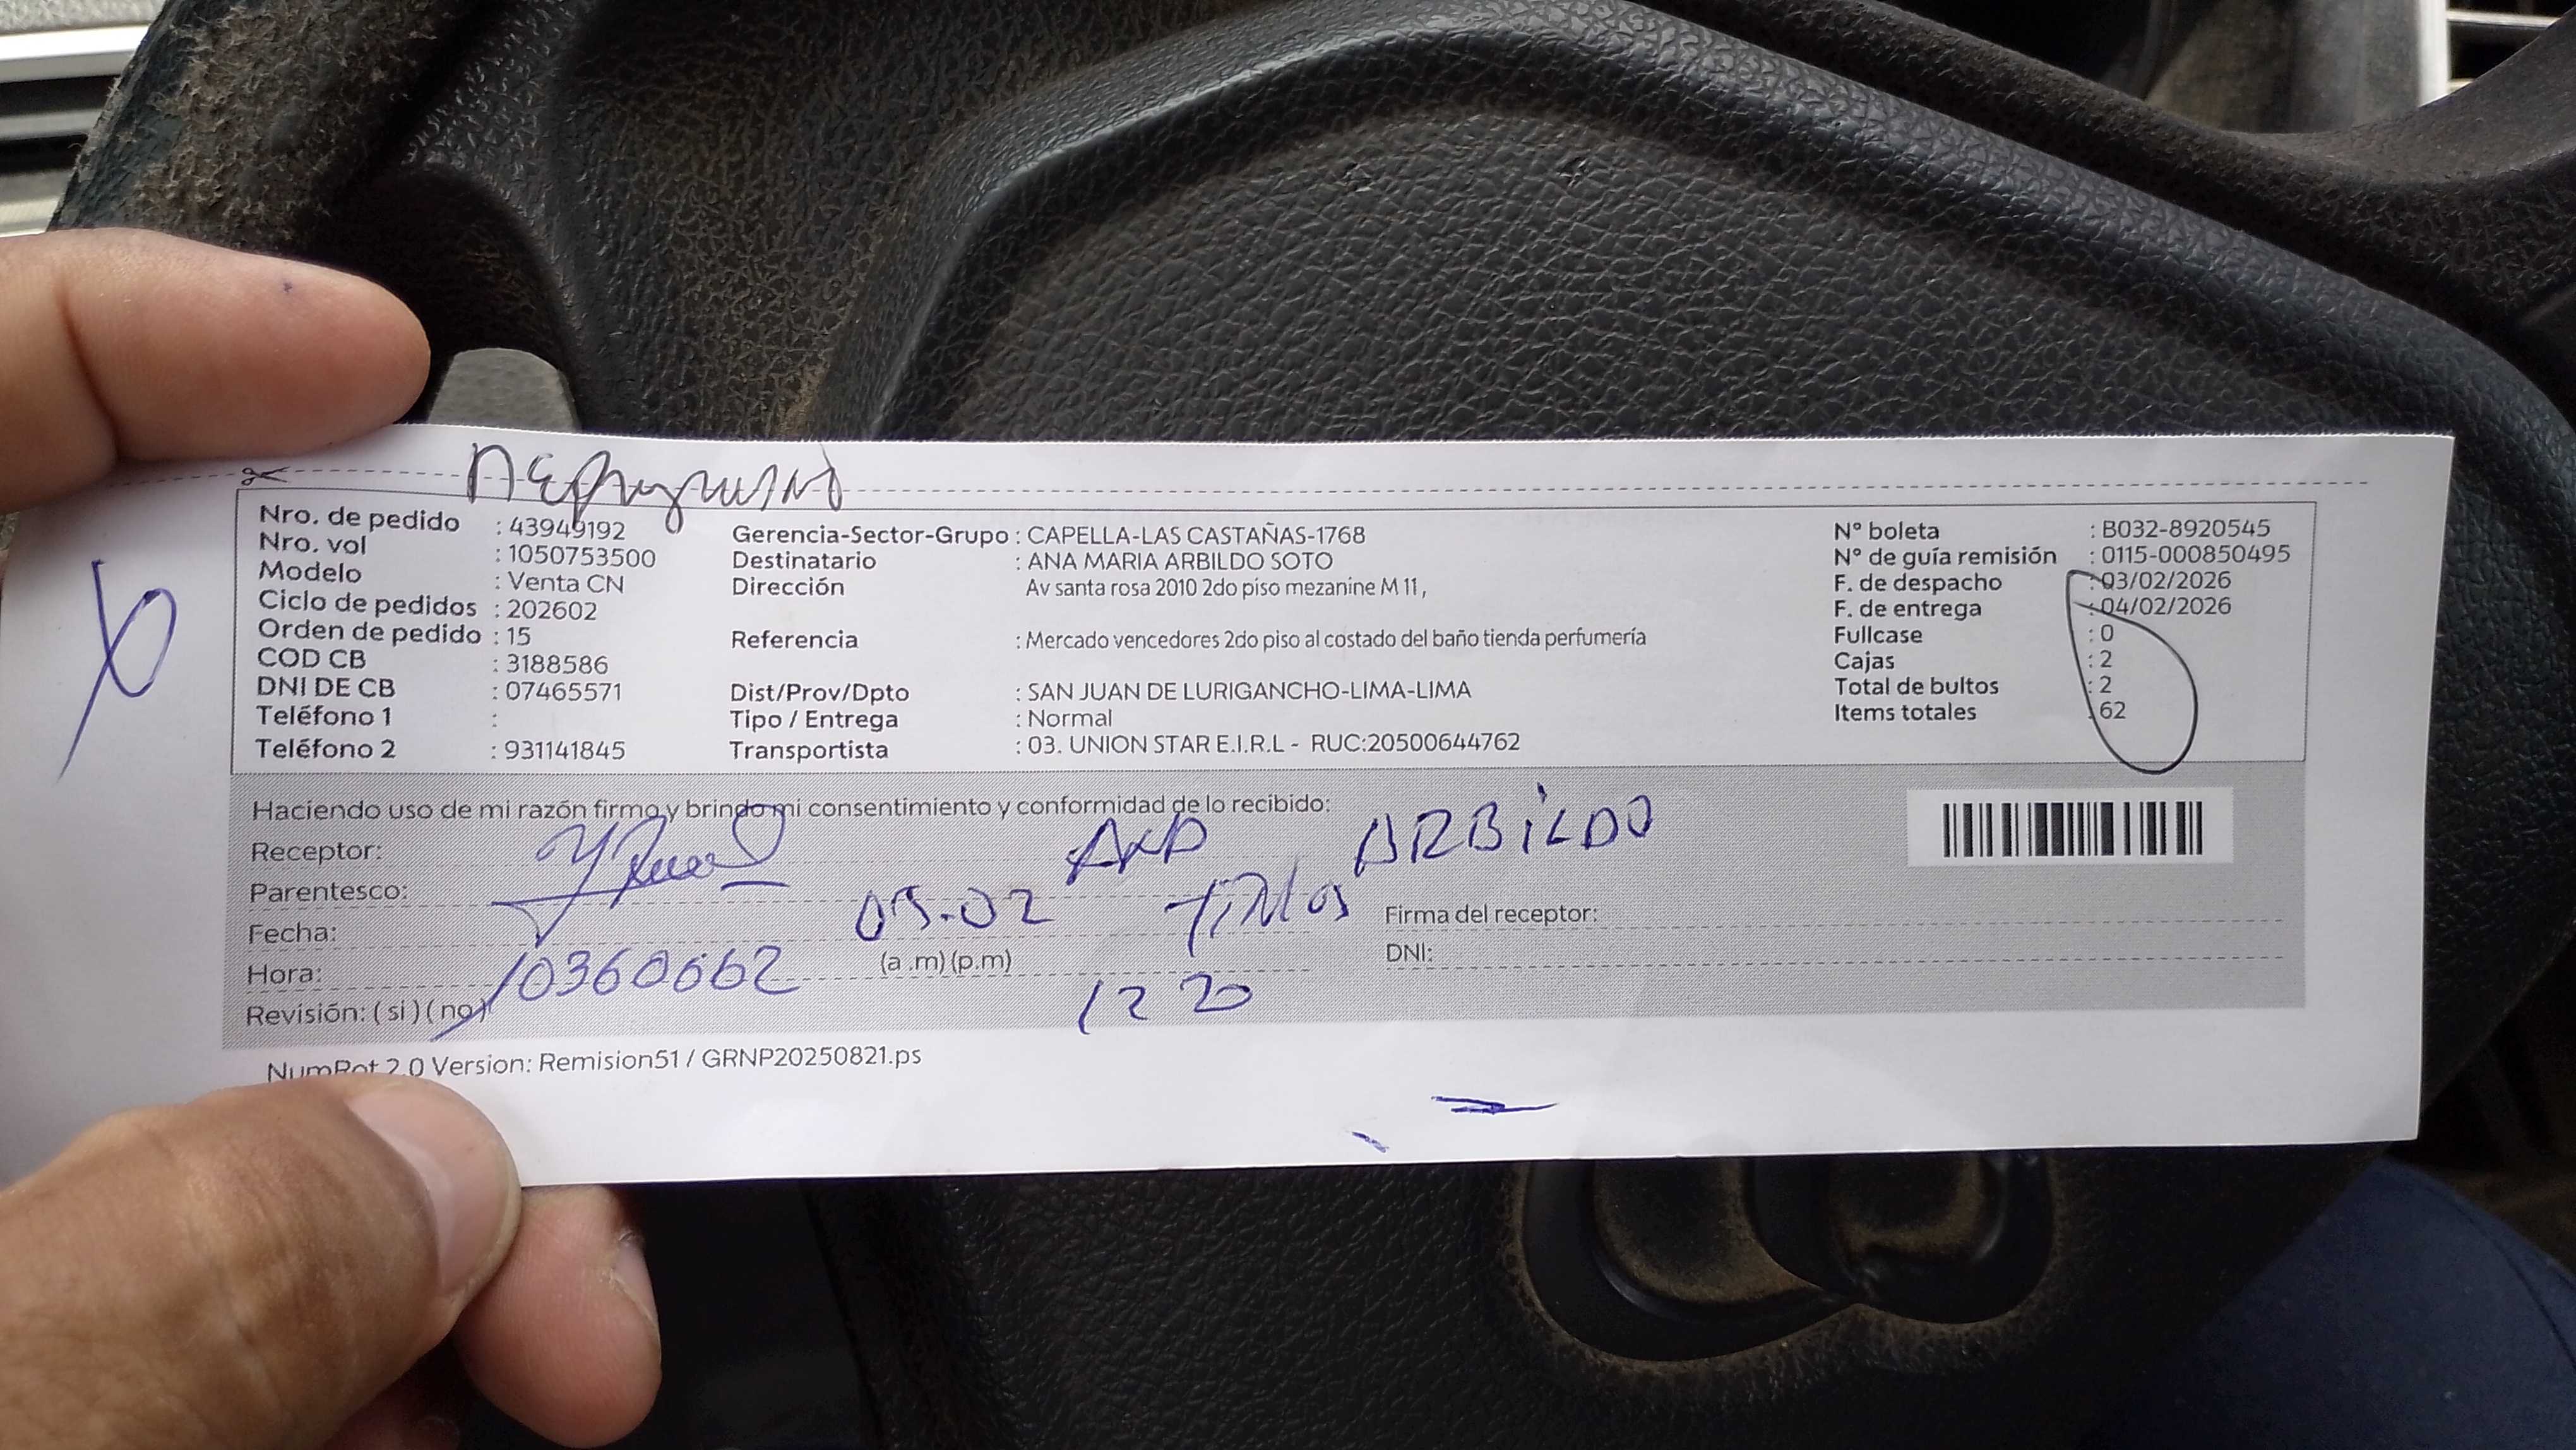 Nro. de pedido : 43949192
Nro. vol : 1050753500
Modelo : Venta CN
Ciclo de pedidos : 202602
Orden de pedido : 15
COD CB : 3188586
DNI DE CB : 07465571
Teléfono 1 :
Teléfono 2 : 931141845
Gerencia-Sector-Grupo : CAPELLA-LAS CASTAÑAS-1768
Destinatario : ANA MARIA ARBILDO SOTO
Dirección Av santa rosa 2010 2do piso mezanine M 11,
Referencia : Mercado vencedores 2do piso al costado del baño tienda perfumería
Dist/Prov/Dpto : SAN JUAN DE LURIGANCHO-LIMA-LIMA
Tipo / Entrega : Normal
Transportista : 03. UNION STAR E.I.R.L - RUC:20500644762
N° boleta : B032-8920545
N° de guía remisión : 0115-000850495
F. de despacho : 03/02/2026
F. de entrega : 04/02/2026
Fullcase : 0
Cajas : 2
Total de bultos : 2
Items totales : 62
Haciendo uso de mi razón firmo y brindo mi consentimiento y conformidad de lo recibido:
Receptor: ARBILDO
Parentesco:
Fecha:
Hora: 10360662 (a .m) (p.m)
Revisión: ( si ) ( no ) 12 20
Firma del receptor:
DNI:
NumRot 2.0 Version: Remision51 / GRNP20250821.ps